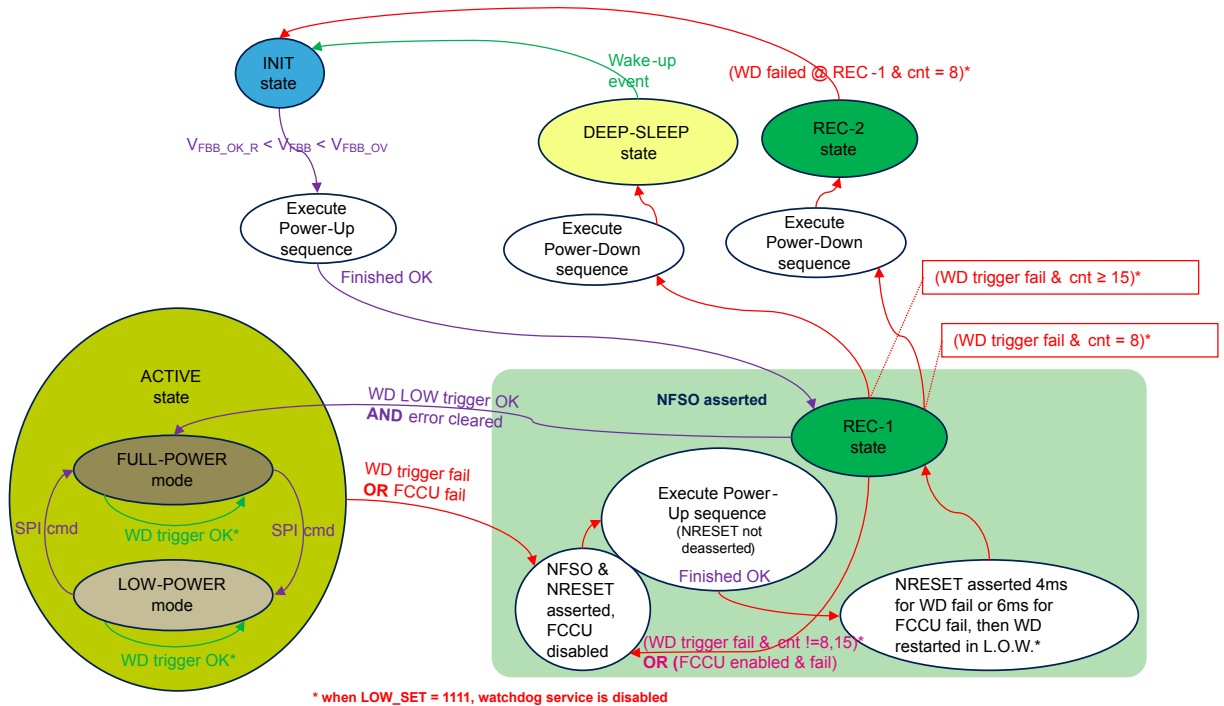 INIT
state
Wake-up
event
(WD failed @ REC-1 & cnt = 8)*
DEEP-SLEEP
state
REC-2
state
VFBB_OK_R < VFBB < VFBB_OV
Execute
Power-Up
sequence
Execute
Power-Down
sequence
Execute
Power-Down
sequence
Finished OK
(WD trigger fail & cnt ≥ 15)*
(WD trigger fail & cnt = 8)*
ACTIVE
state
WD LOW trigger OK
AND error cleared
NFSO asserted
REC-1
state
FULL-POWER
mode
WD trigger fail
OR FCCU fail
SPI cmd
WD trigger OK*
SPI cmd
Execute Power-
Up sequence
(NRESET not
deasserted)
Finished OK
LOW-POWER
mode
WD trigger OK*
NFSO &
NRESET
asserted,
FCCU
disabled
NRESET asserted 4ms
for WD fail or 6ms for
FCCU fail, then WD
restarted in L.O.W.*
(WD trigger fail & cnt !=8,15)*
OR (FCCU enabled & fail)
* when LOW_SET = 1111, watchdog service is disabled